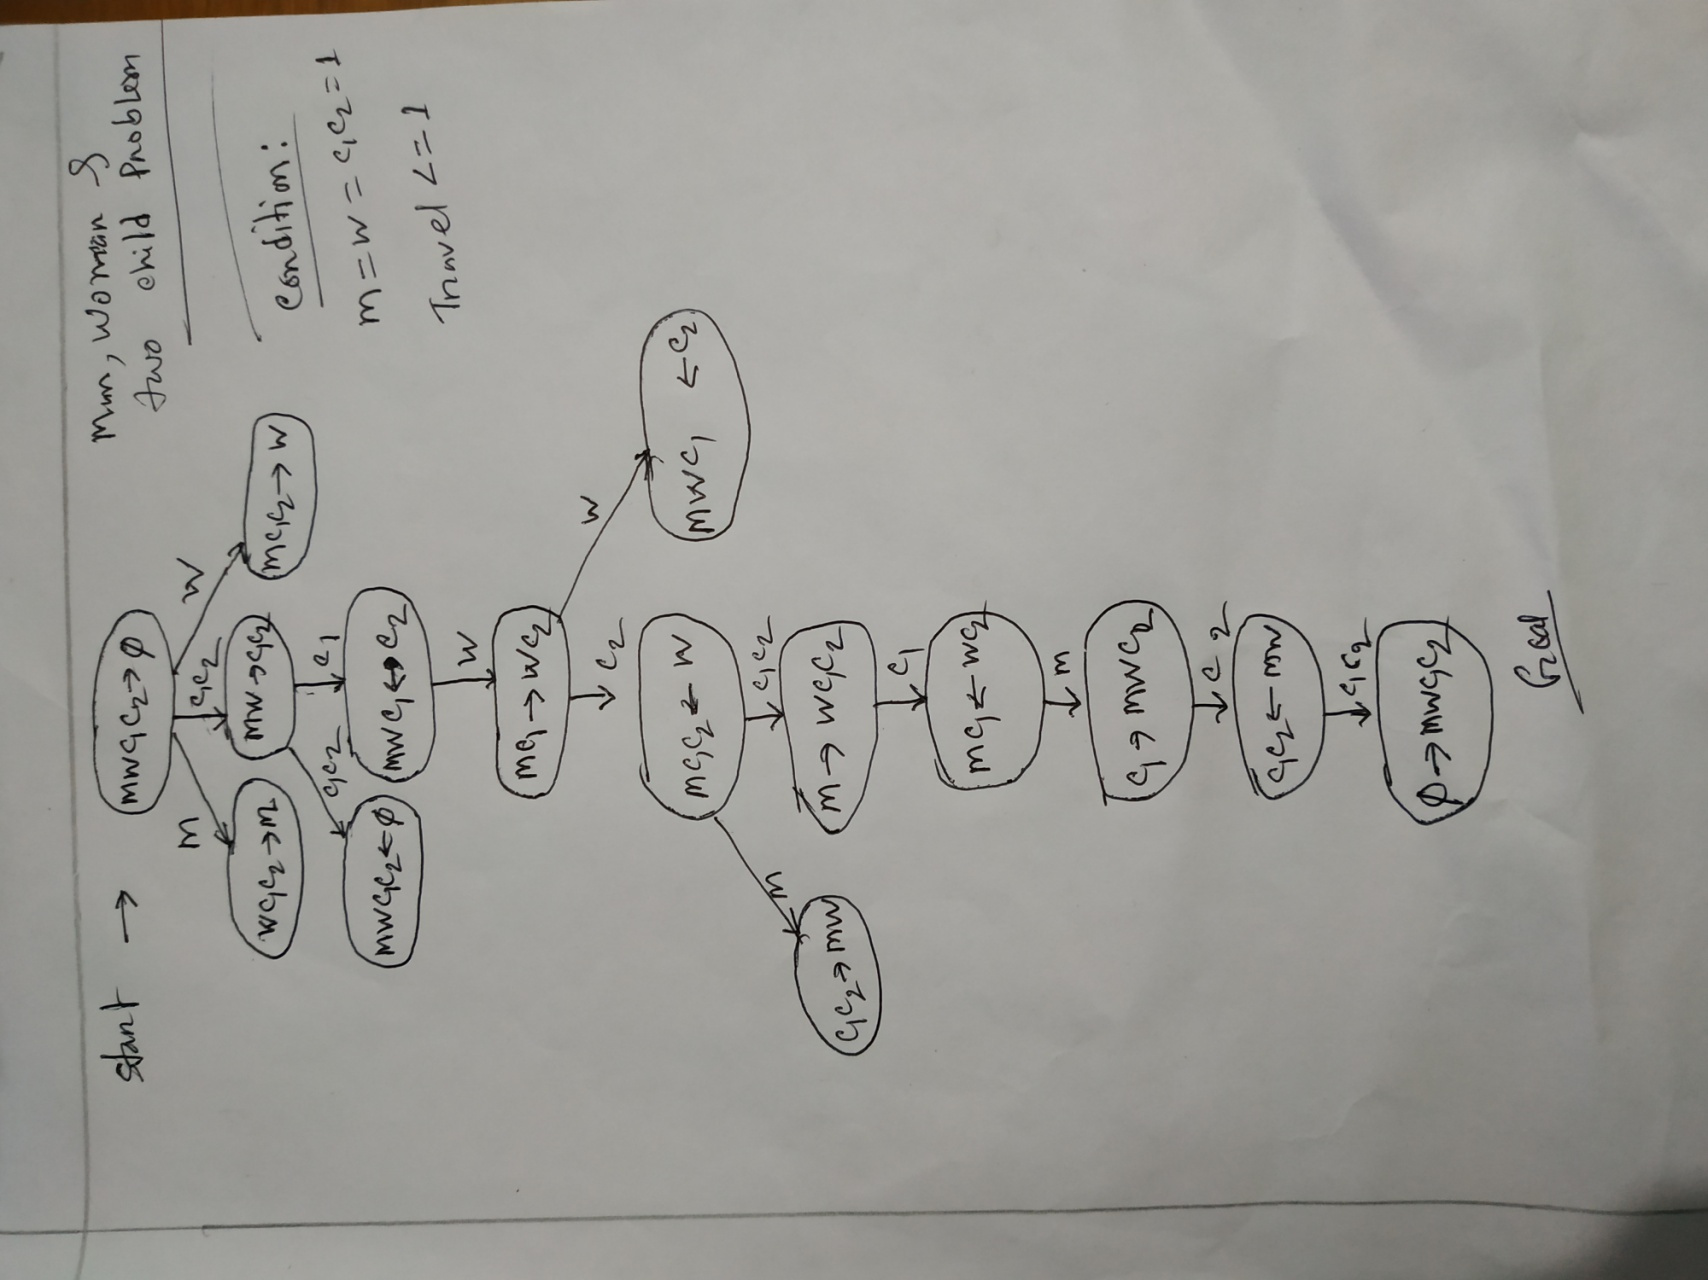 Man, Woman &
two child Problem
condition:
m = w = c₁c₂ = 1
Travel <= 1
start →
mwc₁c₂→φ
m
c₁c₂
w
wc₁c₂→m
mw→c₁c₂
mc₁c₂→w
c₁c₂
c₁
mwc₁c₂←φ
mwc₁↔c₂
w
mc₁→wc₂
c₂
w
mc₁c₂←w
mwc₁ ←c₂
m
c₁c₂
c₁c₂→mw
m→wc₁c₂
c₁
mc₁←wc₂
m
c₁→mwc₂
c2
c₁c₂←mw
c₁c₂
φ→mwc₁c₂
Goal